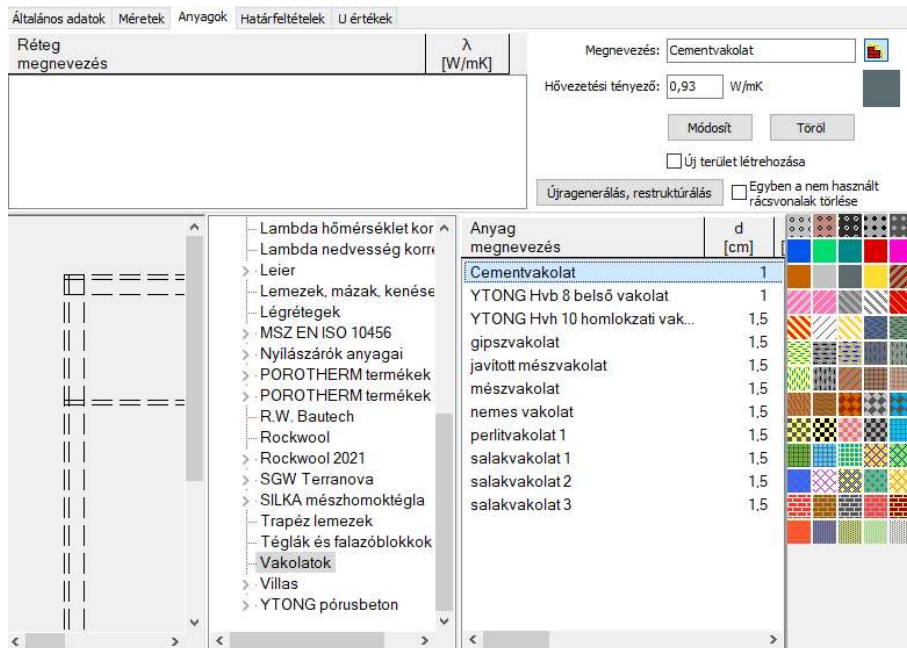 Általános adatok Méretek Anyagok Határfeltételek U értékek
Réteg
megnevezés
λ
[W/mK]
Megnevezés: Cementvakolat
Hővezetési tényező: 0,93 W/mK
Módosít Töröl
Új terület létrehozása
Újragenerálás, restruktúrálás
Egyben a nem használt
rácsvonalak törlése
Lambda hőmérséklet kor
Lambda nedvesség korre
Leier
Lemezek, mázak, kenése
Légrétegek
MSZ EN ISO 10456
Nyílászárók anyagai
POROTHERM termékek
POROTHERM termékek
R.W. Bautech
Rockwool
Rockwool 2021
SGW Terranova
SILKA mészhomoktégla
Trapéz lemezek
Téglák és falazóblokkok
Vakolatok
Villas
YTONG pórusbeton
Anyag
megnevezés
d
[cm]
Cementvakolat 1
YTONG Hvb 8 belső vakolat 1
YTONG Hvh 10 homlokzati vak... 1,5
gipszvakolat 1,5
javított mészvakolat 1,5
mészvakolat 1,5
nemes vakolat 1,5
perlitvakolat 1 1,5
salakvakolat 1 1,5
salakvakolat 2 1,5
salakvakolat 3 1,5